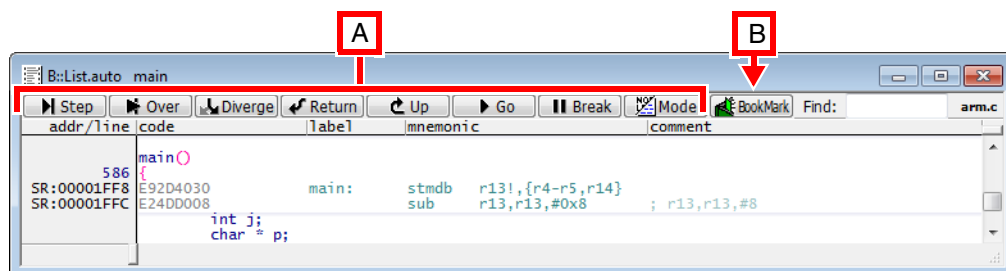 A B
B::List.auto main
Step Over Diverge Return Up Go Break Mode BookMark Find: arm.c
addr/line code label mnemonic comment
main()
586 {
SR:00001FF8 E92D4030 main: stmdb r13!,{r4-r5,r14}
SR:00001FFC E24DD008 sub r13,r13,#0x8 ; r13,r13,#8
int j;
char * p;